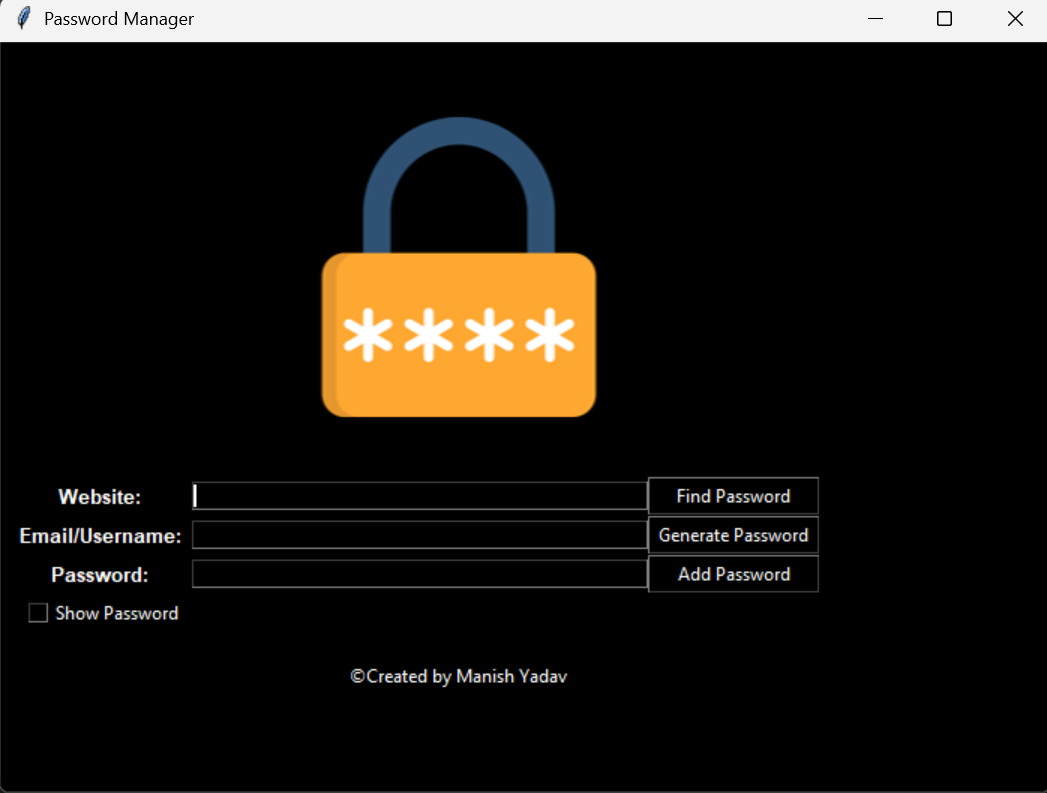 Password Manager
****
Website:
Find Password
Email/Username:
Generate Password
Password:
Add Password
Show Password
©Created by Manish Yadav